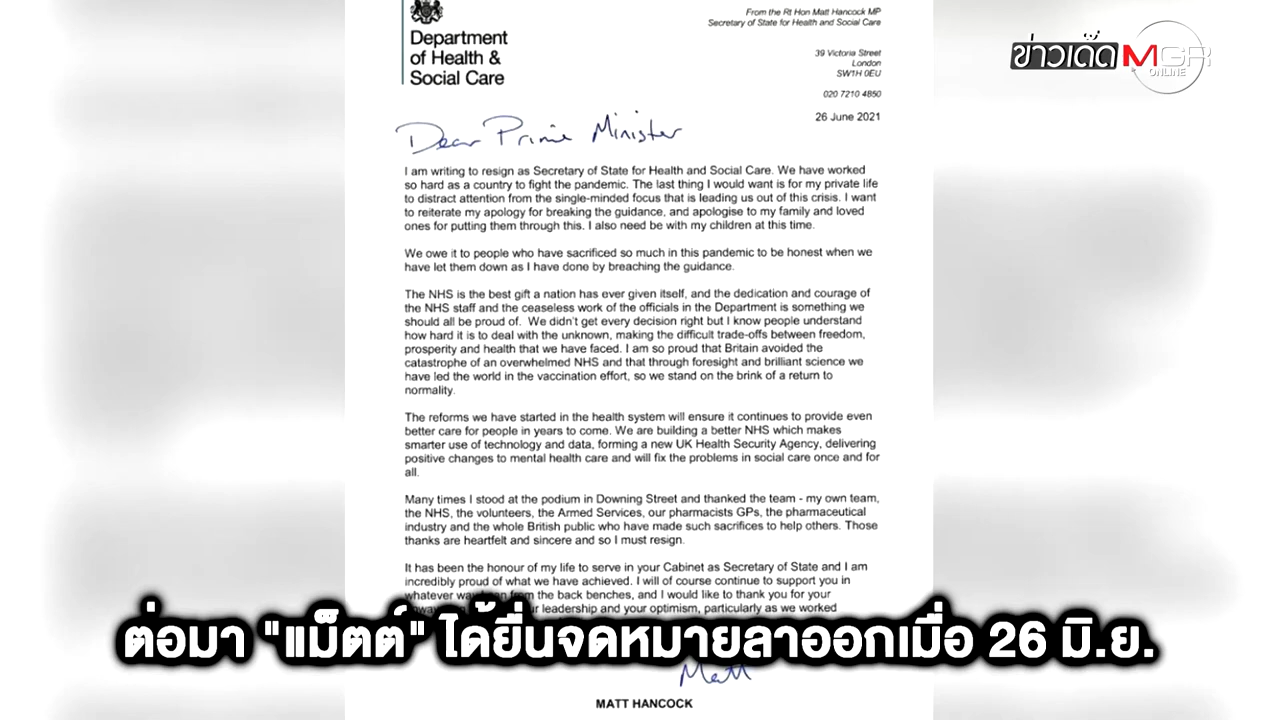 Department
of Health &
Social Care
From the Rt Hon Matt Hancock MP
Secretary of State for Health and Social Care
39 Victoria Street
London
SW1H 0EU
020 7210 4850
26 June 2021
ข่าวเด็ด MGR
ONLINE
Dear Prime Minister
I am writing to resign as Secretary of State for Health and Social Care. We have worked
so hard as a country to fight the pandemic. The last thing I would want is for my private life
to distract attention from the single-minded focus that is leading us out of this crisis. I want
to reiterate my apology for breaking the guidance, and apologise to my family and loved
ones for putting them through this. I also need be with my children at this time.
We owe it to people who have sacrificed so much in this pandemic to be honest when we
have let them down as I have done by breaching the guidance.
The NHS is the best gift a nation has ever given itself, and the dedication and courage of
the NHS staff and the ceaseless work of the officials in the Department is something we
should all be proud of. We didn't get every decision right but I know people understand
how hard it is to deal with the unknown, making the difficult trade-offs between freedom,
prosperity and health that we have faced. I am so proud that Britain avoided the
catastrophe of an overwhelmed NHS and that through foresight and brilliant science we
have led the world in the vaccination effort, so we stand on the brink of a return to
normality.
The reforms we have started in the health system will ensure it continues to provide even
better care for people in years to come. We are building a better NHS which makes
smarter use of technology and data, forming a new UK Health Security Agency, delivering
positive changes to mental health care and will fix the problems in social care once and for
all.
Many times I stood at the podium in Downing Street and thanked the team - my own team,
the NHS, the volunteers, the Armed Services, our pharmacists GPs, the pharmaceutical
industry and the whole British public who have made such sacrifices to help others. Those
thanks are heartfelt and sincere and so I must resign.
It has been the honour of my life to serve in your Cabinet as Secretary of State and I am
incredibly proud of what we have achieved. I will of course continue to support you in
whatever way the back benches, and I would like to thank you for your
leadership and your optimism, particularly as we worked
ต่อมา "แม็ตต์" ได้ยื่นจดหมายลาออกเมื่อ 26 มิ.ย.
Matt
MATT HANCOCK